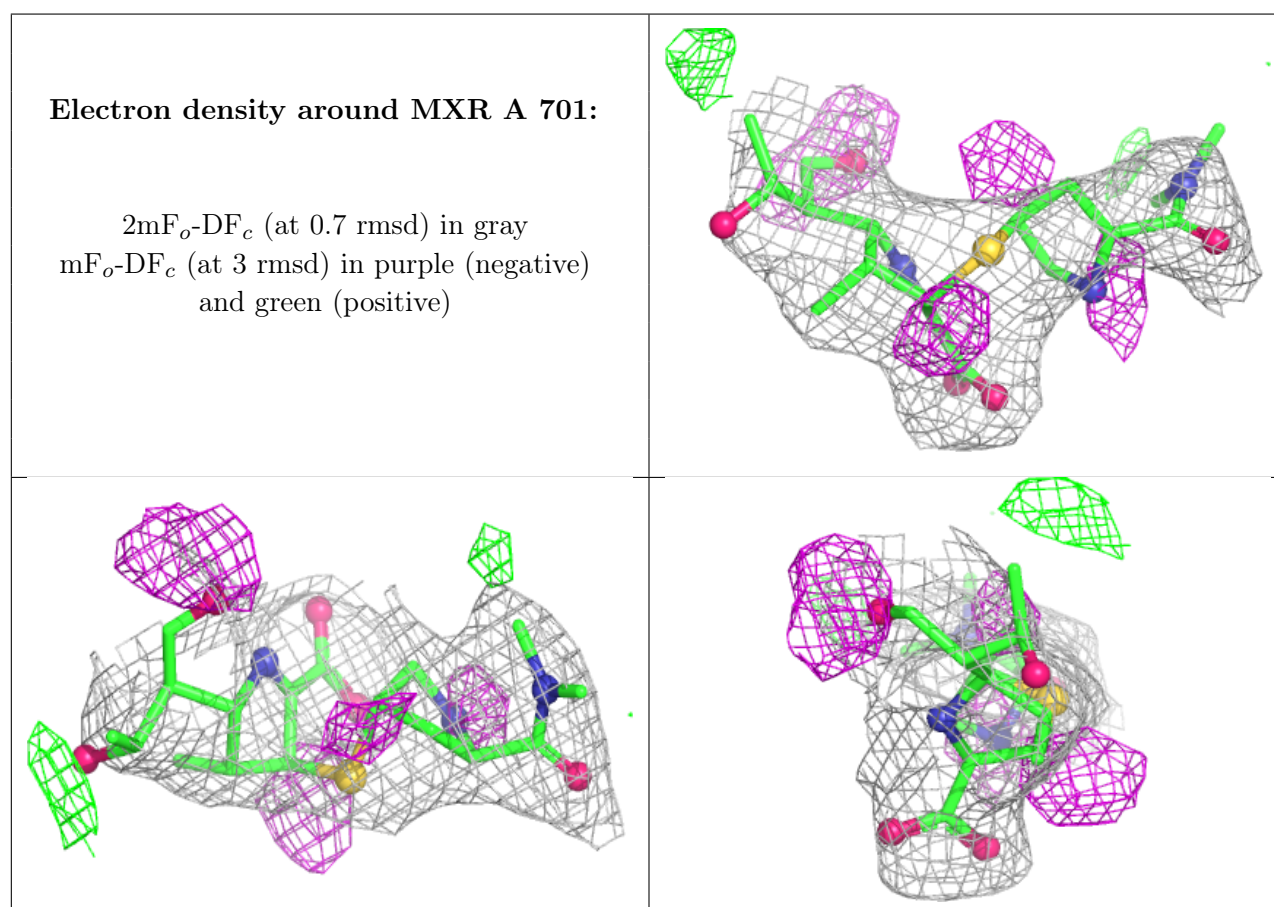 Electron density around MXR A 701:
2mFo-DFc (at 0.7 rmsd) in gray
mFo-DFc (at 3 rmsd) in purple (negative)
and green (positive)